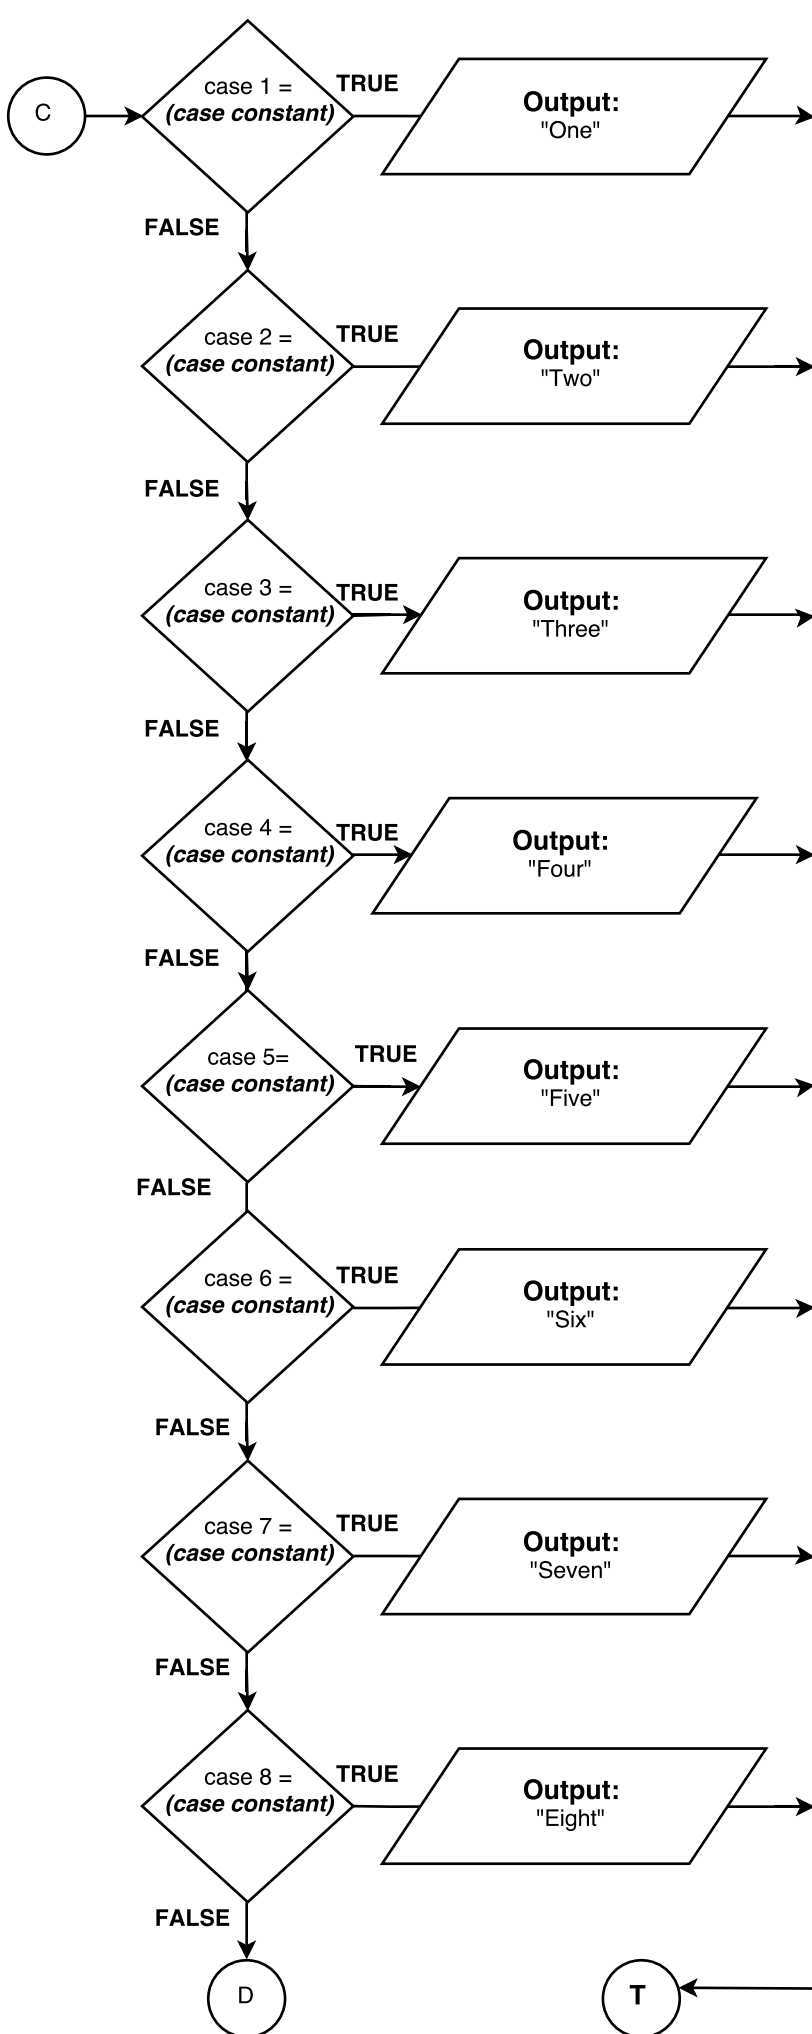 C
case 1 =
(case constant)
TRUE
Output:
"One"
FALSE
case 2 =
(case constant)
TRUE
Output:
"Two"
FALSE
case 3 =
(case constant)
TRUE
Output:
"Three"
FALSE
case 4 =
(case constant)
TRUE
Output:
"Four"
FALSE
case 5=
(case constant)
TRUE
Output:
"Five"
FALSE
case 6 =
(case constant)
TRUE
Output:
"Six"
FALSE
case 7 =
(case constant)
TRUE
Output:
"Seven"
FALSE
case 8 =
(case constant)
TRUE
Output:
"Eight"
FALSE
D
T